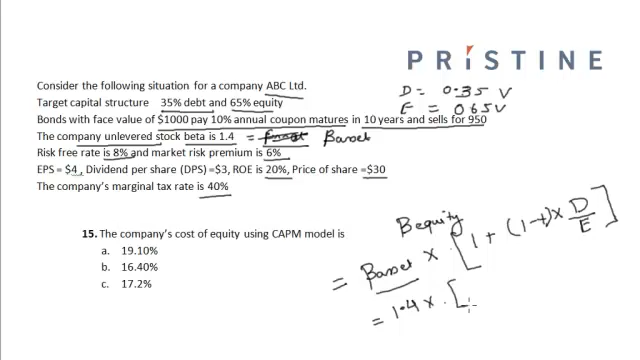 PRISTINE
Consider the following situation for a company ABC Ltd.
D = 0.35 V
Target capital structure 35% debt and 65% equity
E = 065V
Bonds with face value of $1000 pay 10% annual coupon matures in 10 years and sells for 950
The company unlevered stock beta is 1.4 = Basset
Risk free rate is 8% and market risk premium is 6%
EPS = $4 , Dividend per share (DPS) =$3, ROE is 20%, Price of share =$30
The company's marginal tax rate is 40%
15. The company's cost of equity using CAPM model is
Bequity
a. 19.10%
b. 16.40%
c. 17.2%
= Basset × [1 + (1-t) × D/E]
= 1.4 × [